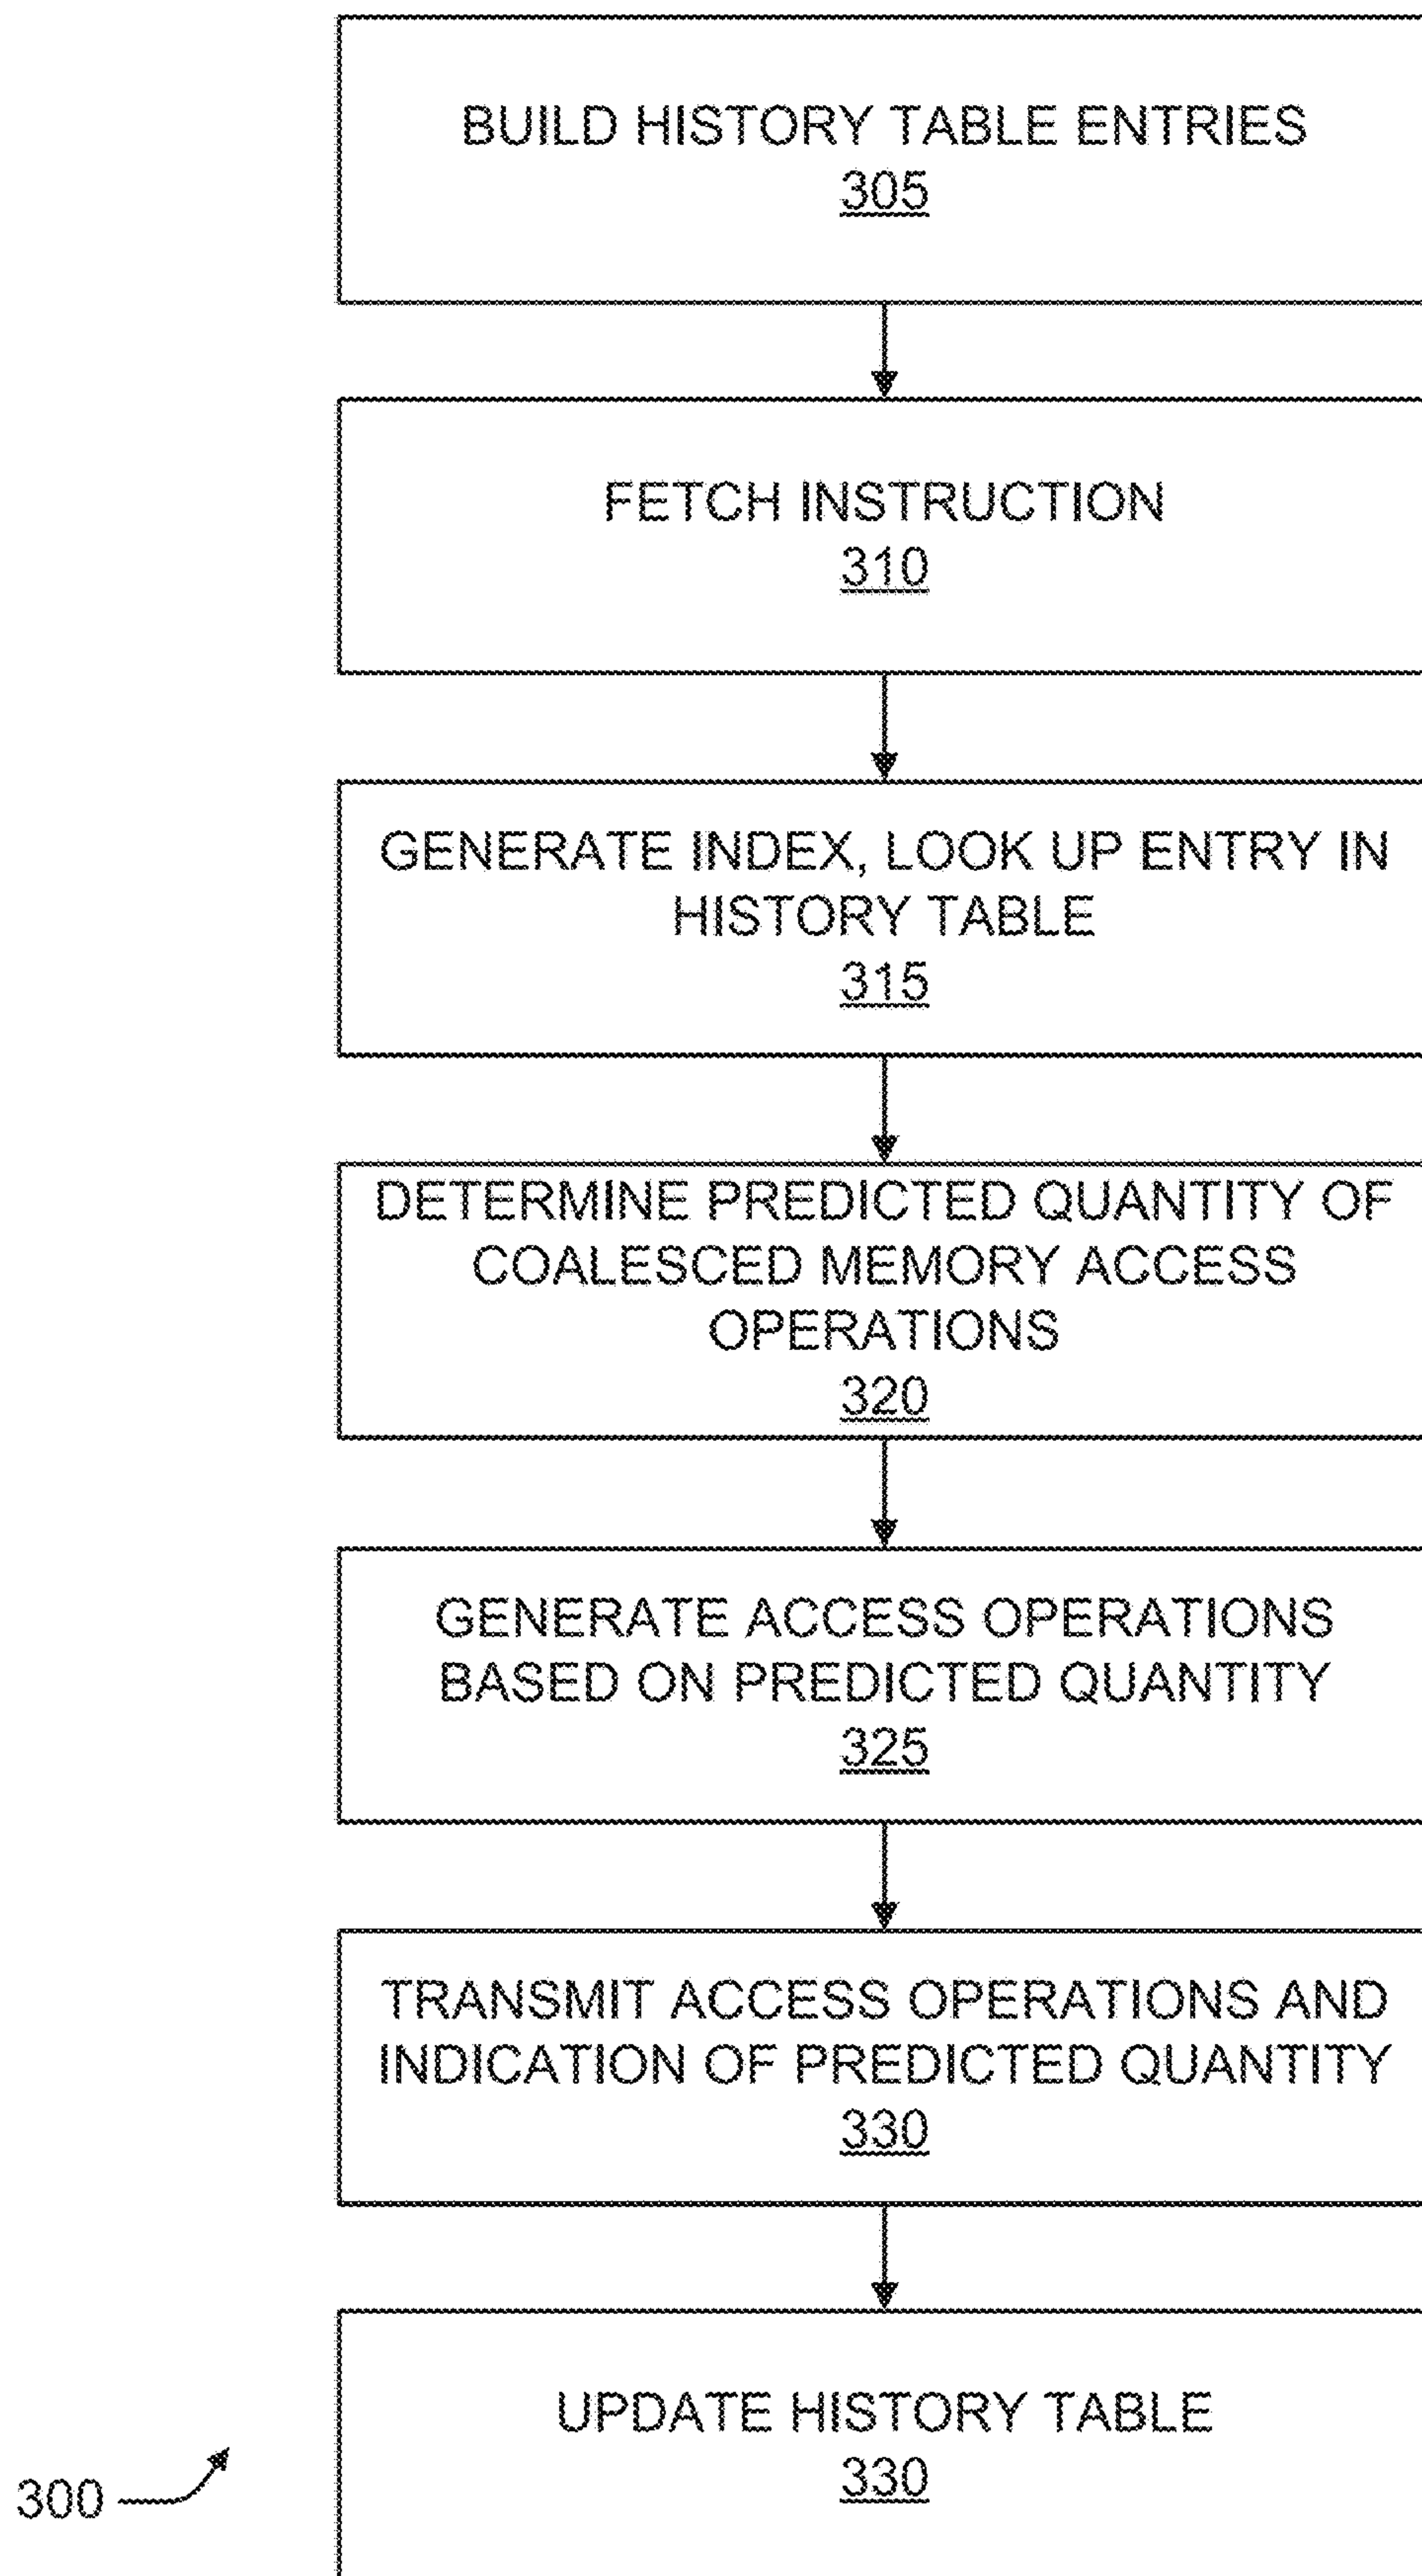 BUILD HISTORY TABLE ENTRIES
305
FETCH INSTRUCTION
310
GENERATE INDEX, LOOK UP ENTRY IN
HISTORY TABLE
315
DETERMINE PREDICTED QUANTITY OF
COALESCED MEMORY ACCESS
OPERATIONS
320
GENERATE ACCESS OPERATIONS
BASED ON PREDICTED QUANTITY
325
TRANSMIT ACCESS OPERATIONS AND
INDICATION OF PREDICTED QUANTITY
330
UPDATE HISTORY TABLE
330
300